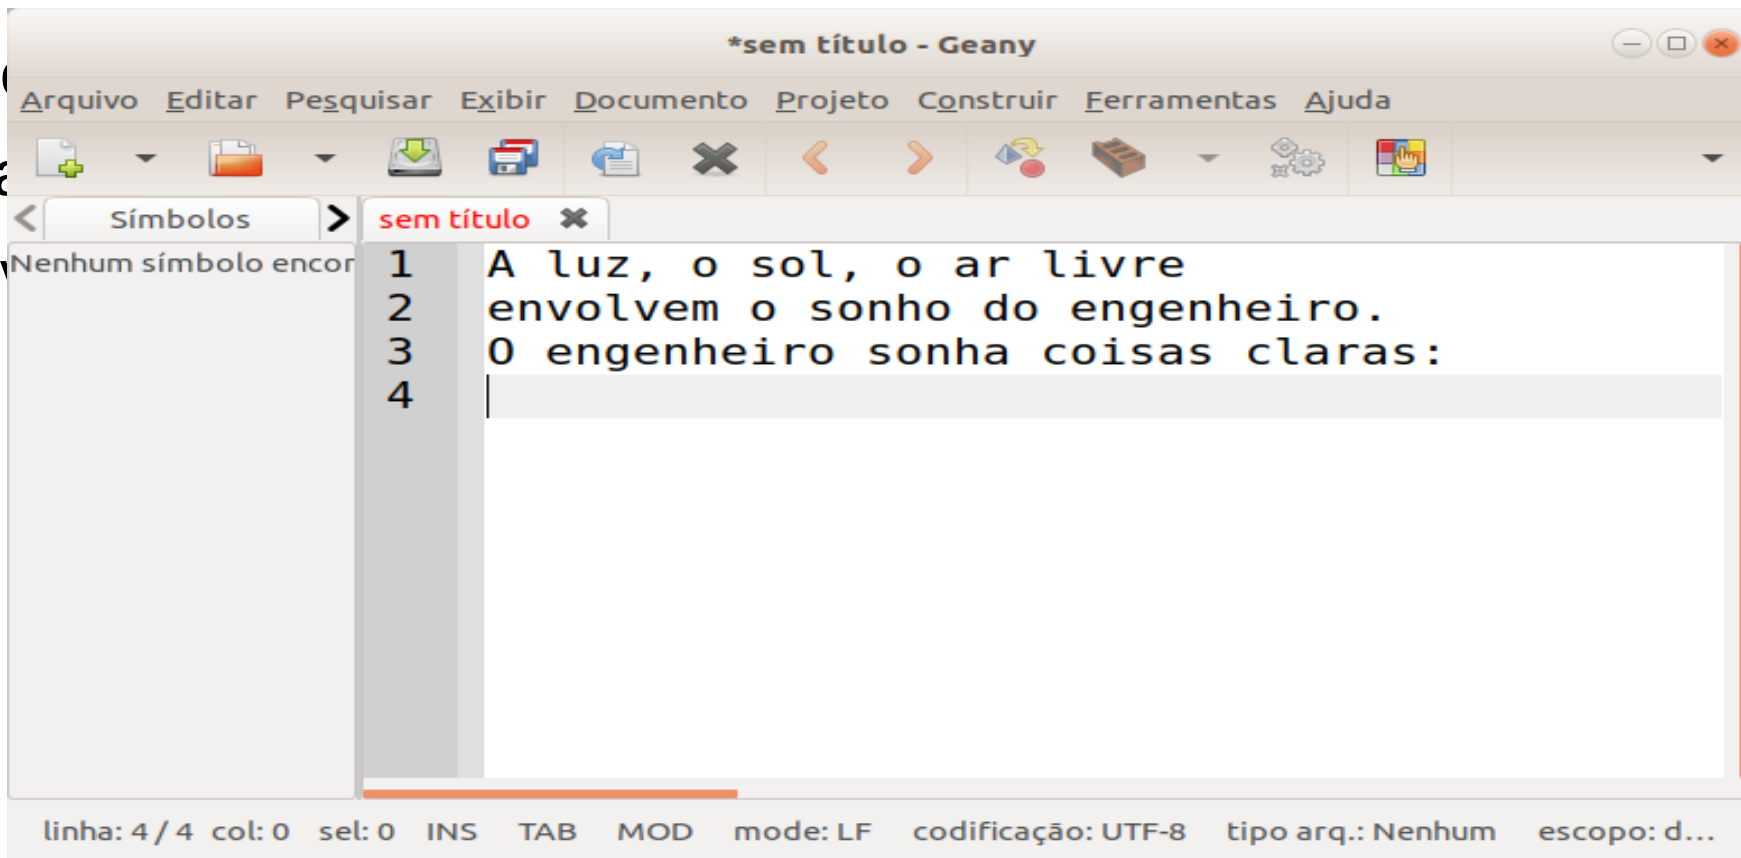 *sem título - Geany
Arquivo Editar Pesquisar Exibir Documento Projeto Construir Ferramentas Ajuda
Símbolos sem título
Nenhum símbolo encor
1 A luz, o sol, o ar livre
2 envolvem o sonho do engenheiro.
3 O engenheiro sonha coisas claras:
4
linha: 4 / 4 col: 0 sel: 0 INS TAB MOD mode: LF codificação: UTF-8 tipo arq.: Nenhum escopo: d...